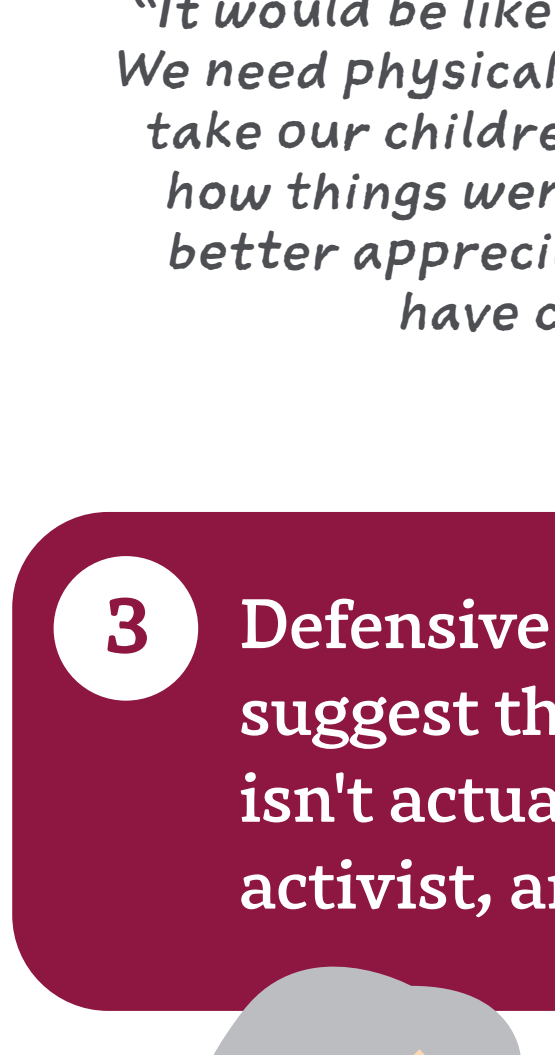 "It would be like
We need physical
take our childre
how things wer
better appreci
have
3
Defensive
suggest th
isn't actua
activist, a